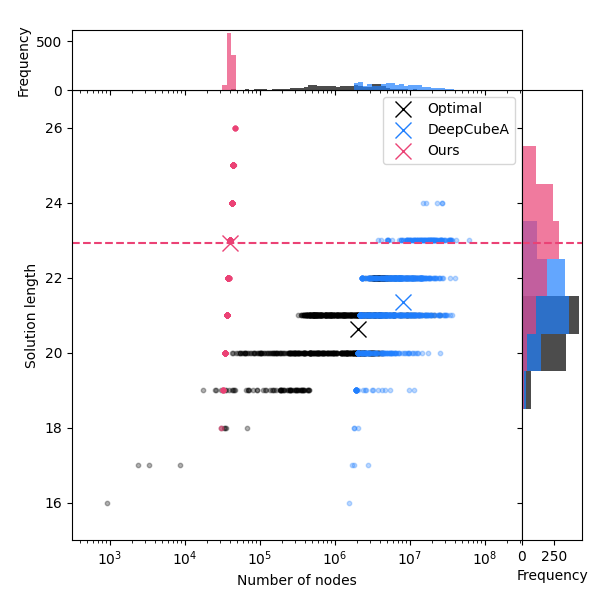 500
0
Frequency
Optimal
DeepCubeA
Ours
26
24
22
20
18
16
Solution length
10³
10⁴
10⁵
10⁶
10⁷
10⁸
Number of nodes
0
250
Frequency